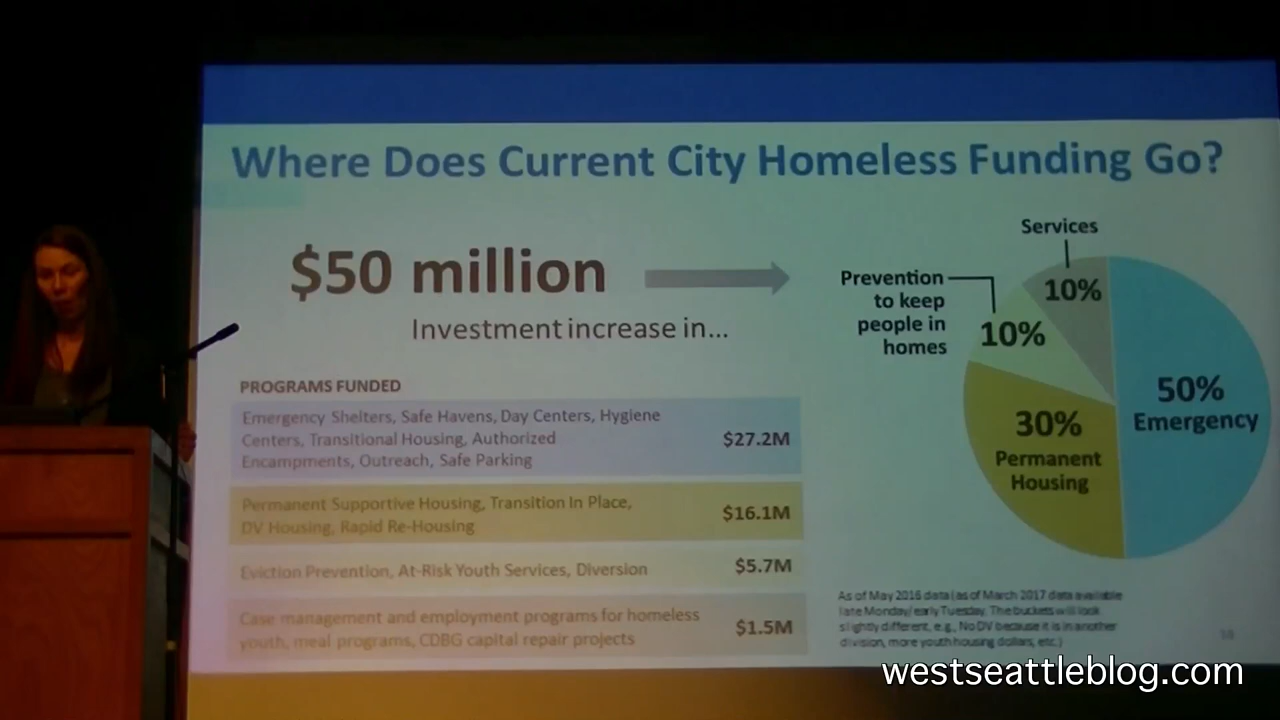 Where Does Current City Homeless Funding Go?
$50 million
Investment increase in...
PROGRAMS FUNDED
Emergency Shelters, Safe Havens, Day Centers, Hygiene
Centers, Transitional Housing, Authorized
Encampments, Outreach, Safe Parking
$27.2M
Permanent Supportive Housing, Transition In Place,
DV Housing, Rapid Re-Housing
$16.1M
Eviction Prevention, At-Risk Youth Services, Diversion
$5.7M
Case management and employment programs for homeless
youth, meal programs, CDBG capital repair projects
$1.5M
Services
10%
Prevention
to keep
people in
homes
10%
50%
Emergency
30%
Permanent
Housing
As of May 2016 data (as of March 2017 data available
late Monday/early Tuesday. The buckets will look
slightly different, e.g., No DV because it is in another
division, more youth housing dollars, etc.)
westseattleblog.com